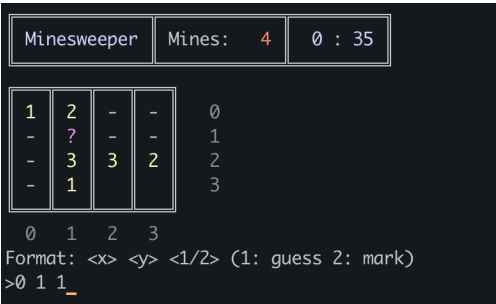 Minesweeper Mines: 4 0 : 35
1 2 - - 0
- ? - - 1
- 3 3 2 2
- 1 3
0 1 2 3
Format: <x> <y> <1/2> (1: guess 2: mark)
>0 1 1_